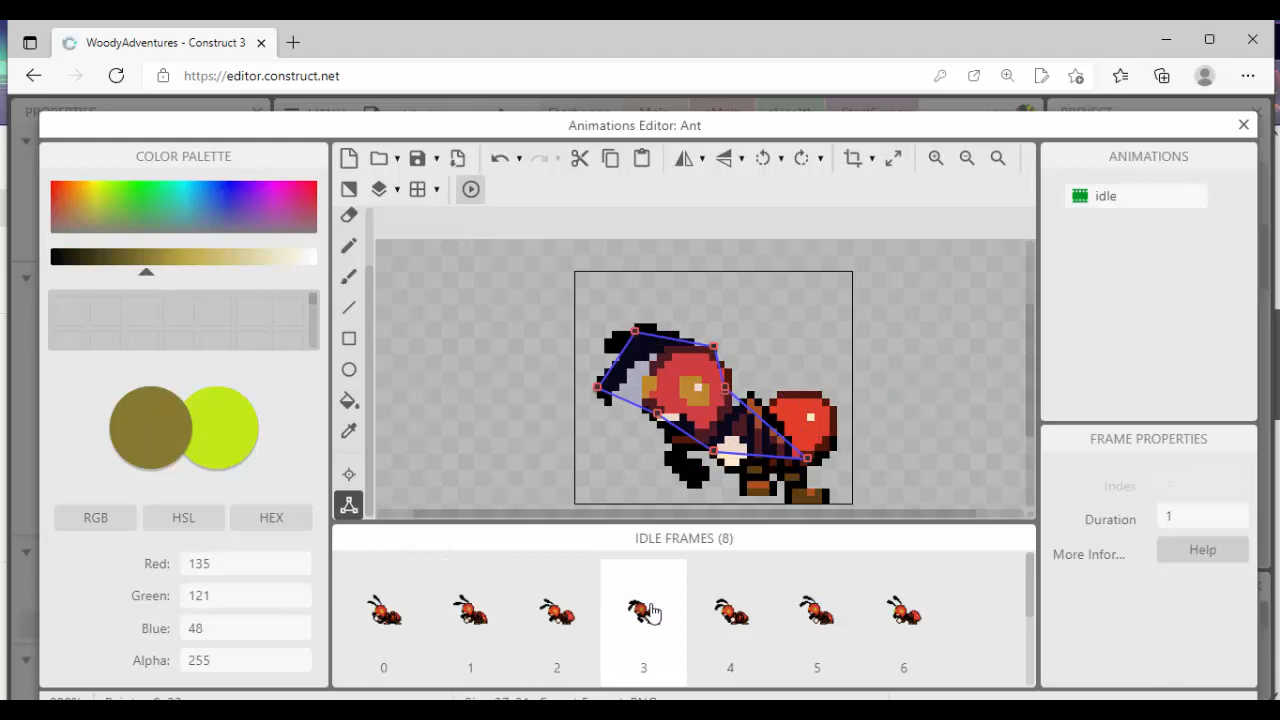 WoodyAdventures - Construct 3
https://editor.construct.net
Animations Editor: Ant
COLOR PALETTE
RGB
HSL
HEX
Red: 135
Green: 121
Blue: 48
Alpha: 255
IDLE FRAMES (8)
0 1 2 3 4 5 6
ANIMATIONS
idle
FRAME PROPERTIES
Index
Duration 1
More Infor... Help